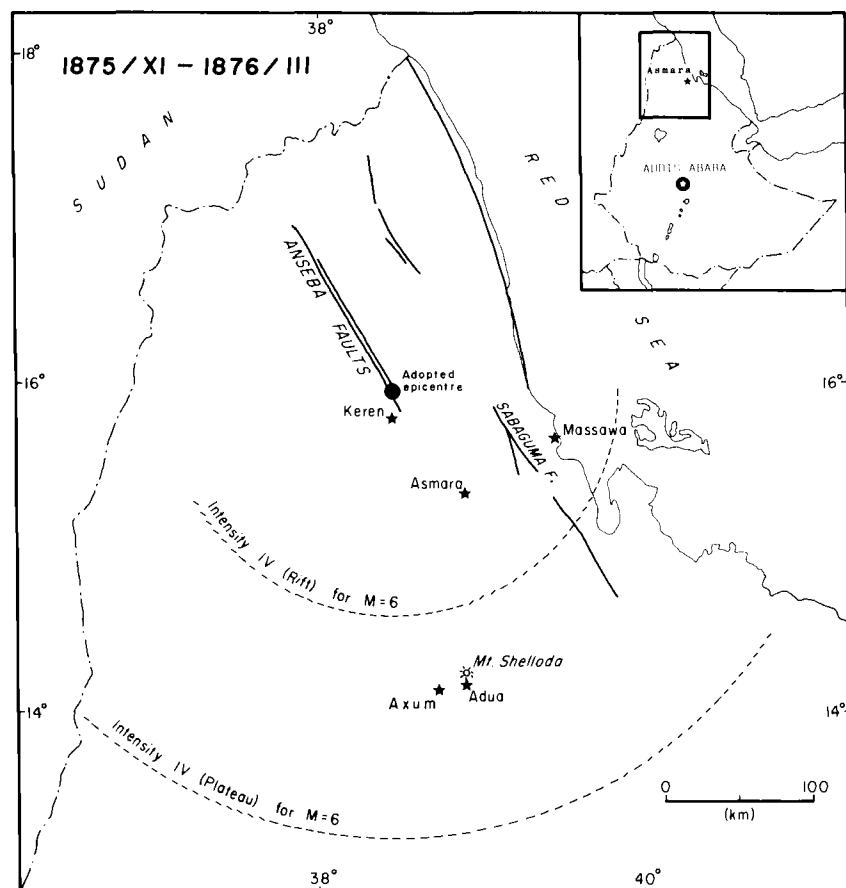 38°
18°
1875/XI – 1876/III
SUDAN
RED
SEA
Asmara
ADDIS ABABA
ANSEBA
FAULTS
Adopted
epicentre
16°
16°
Keren
SABAGUMA F.
Massawa
Asmara
Intensity IV (Rift) for M=6
Mt. Shelloda
Axum
Adua
14°
14°
Intensity IV (Plateau) for M=6
0 100
(km)
38°
40°